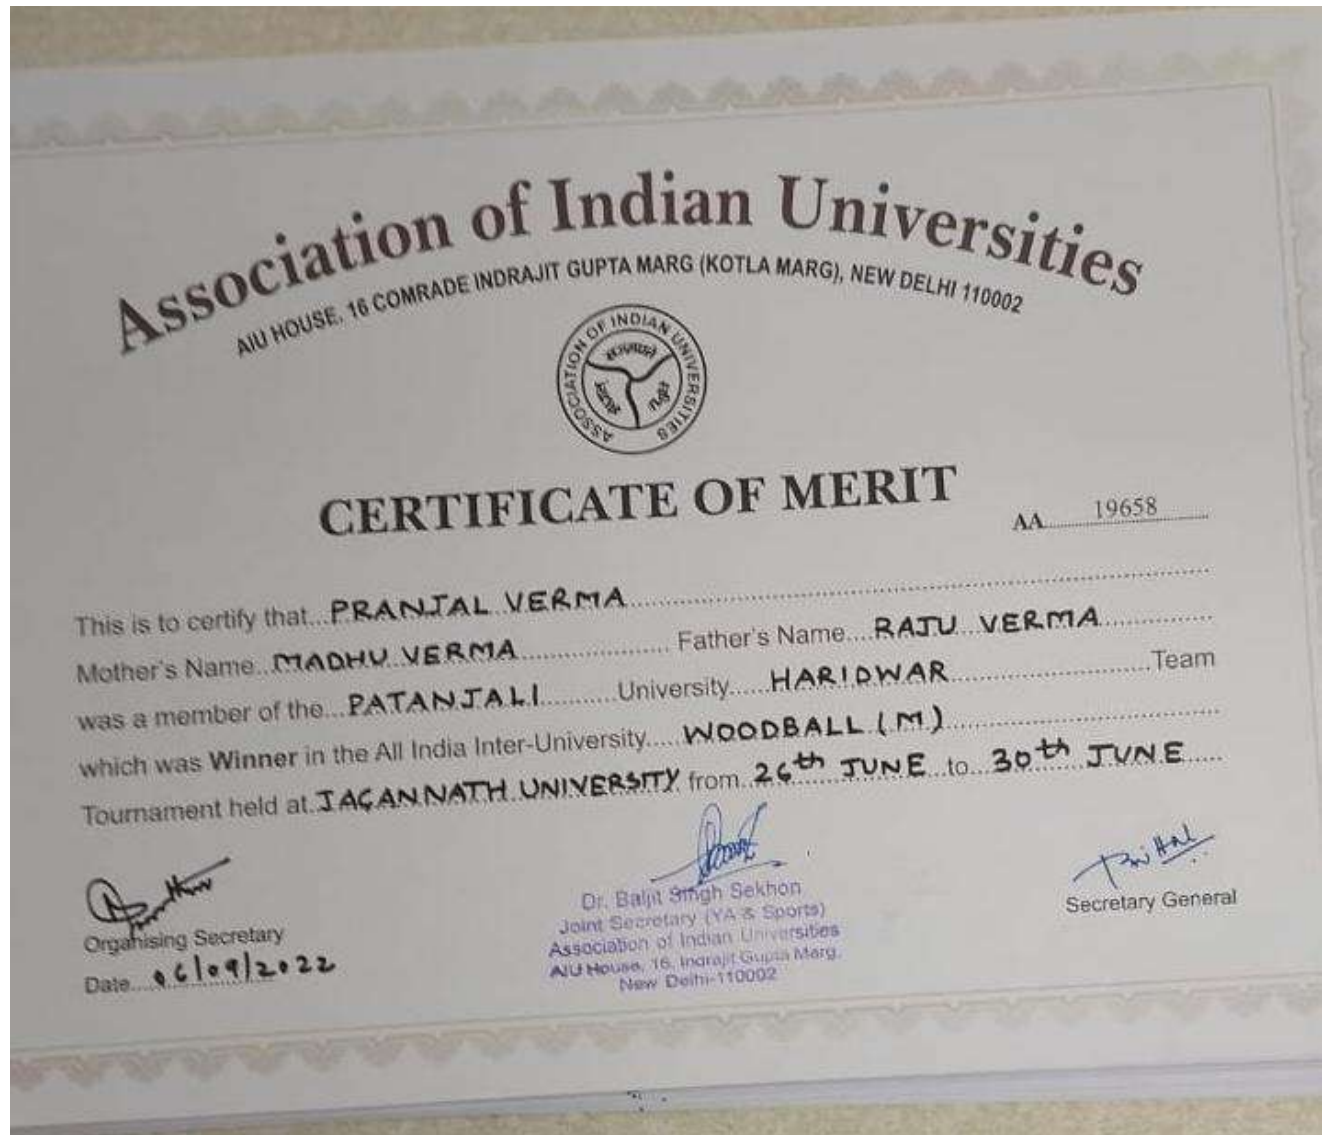 Association of Indian Universities
AIU HOUSE, 16 COMRADE INDRAJIT GUPTA MARG (KOTLA MARG), NEW DELHI 110002
ASSOCIATION OF INDIAN UNIVERSITIES
CERTIFICATE OF MERIT
AA 19658
This is to certify that PRANJAL VERMA
Mother's Name MADHU VERMA Father's Name RAJU VERMA
was a member of the PATANJALI University HARIDWAR Team
which was Winner in the All India Inter-University WOODBALL (M)
Tournament held at JAGANNATH UNIVERSITY from 26th JUNE to 30th JUNE
Organising Secretary
Date 06/09/2022
Dr. Baljit Singh Sekhon
Joint Secretary (YA & Sports)
Association of Indian Universities
AIU House, 16, Indrajit Gupta Marg,
New Delhi-110002
Secretary General